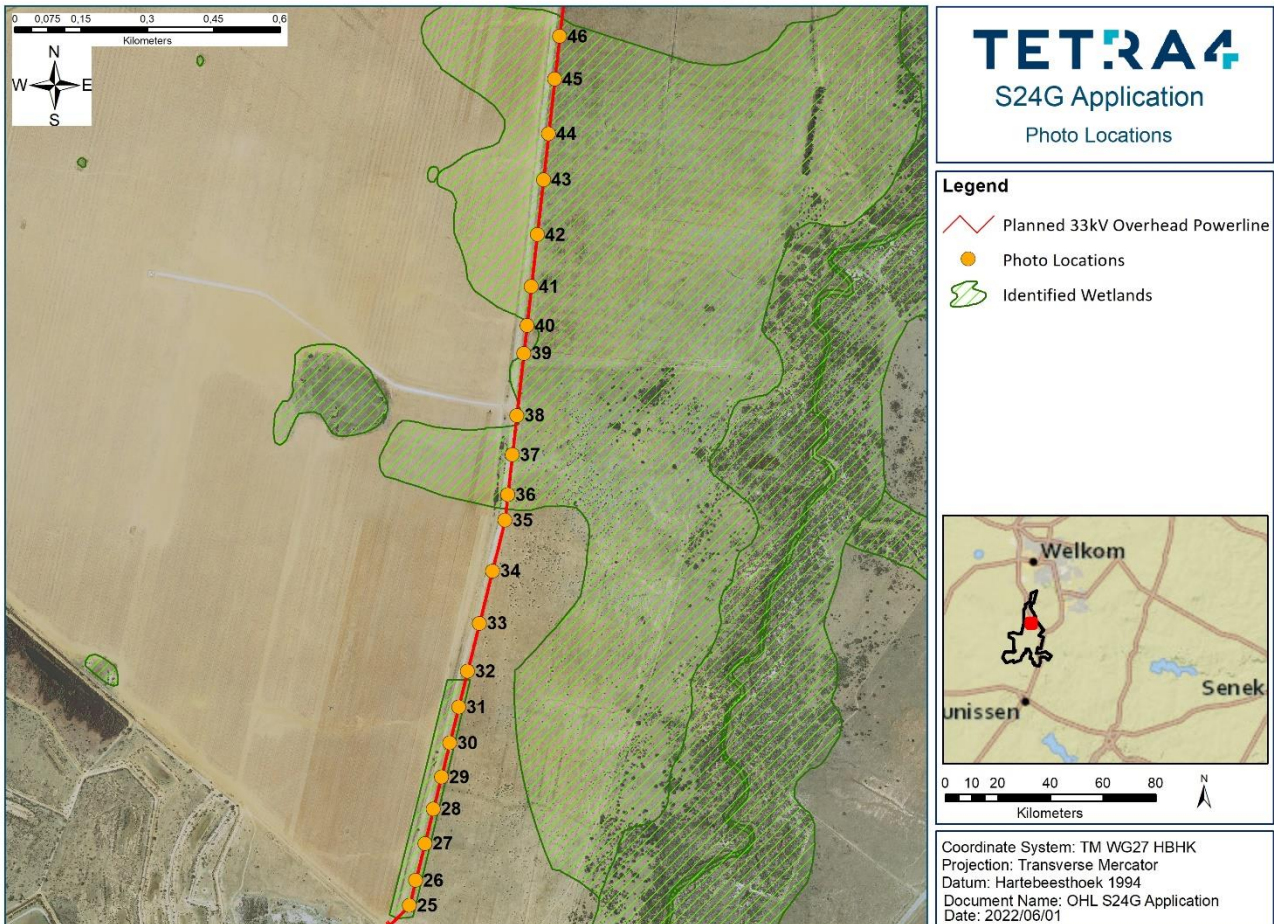 0 0,075 0,15 0,3 0,45 0,6
Kilometers
N
W E
S
46
45
44
43
42
41
40
39
38
37
36
35
34
33
32
31
30
29
28
27
26
25
TETRA4
S24G Application
Photo Locations
Legend
Planned 33kV Overhead Powerline
Photo Locations
Identified Wetlands
Welkom
Senek
unissen
0 10 20 40 60 80
Kilometers
N
Coordinate System: TM WG27 HBHK
Projection: Transverse Mercator
Datum: Hartebeesthoek 1994
Document Name: OHL S24G Application
Date: 2022/06/01